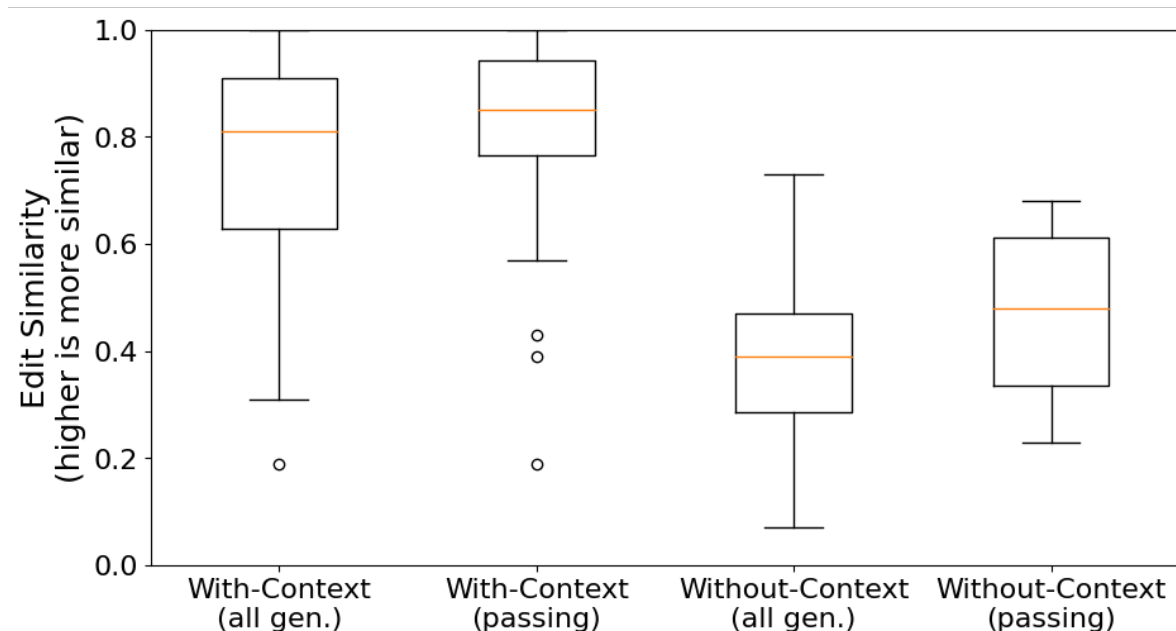 Edit Similarity
(higher is more similar)
1.0
0.8
0.6
0.4
0.2
0.0
With-Context
(all gen.)
With-Context
(passing)
Without-Context
(all gen.)
Without-Context
(passing)